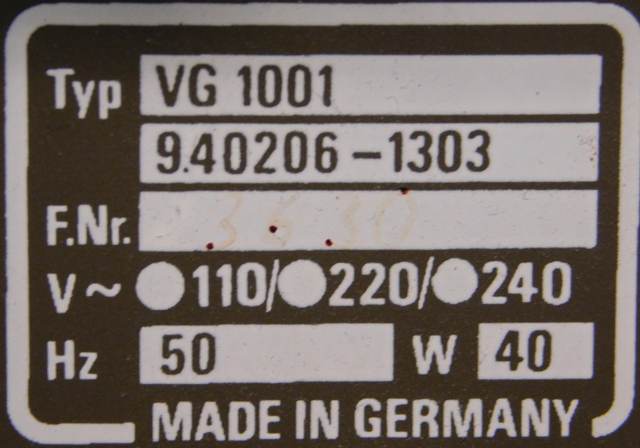 Typ VG 1001
9.40206-1303
F.Nr.
V~ 110/ 220/ 240
Hz 50 W 40
MADE IN GERMANY